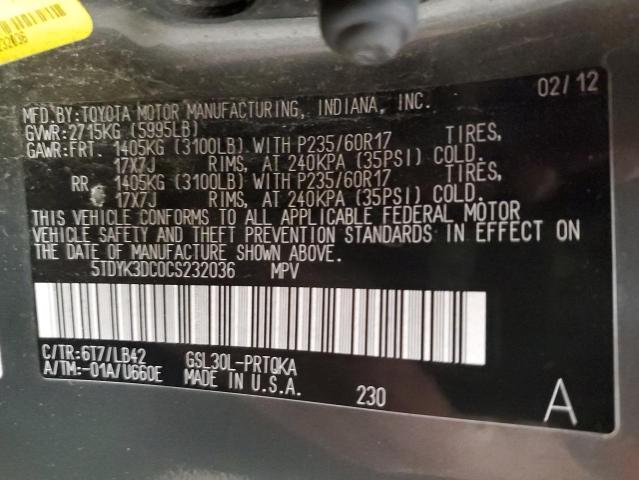 232036
02/12
MFD.BY:TOYOTA MOTOR MANUFACTURING, INDIANA, INC.
GVWR:2715KG (5995LB)
GAWR:FRT. 1405KG (3100LB) WITH P235/60R17 TIRES,
17X7J RIMS, AT 240KPA (35PSI) COLD.
RR 1405KG (3100LB) WITH P235/60R17 TIRES,
17X7J RIMS, AT 240KPA (35PSI) COLD.
THIS VEHICLE CONFORMS TO ALL APPLICABLE FEDERAL MOTOR
VEHICLE SAFETY AND THEFT PREVENTION STANDARDS IN EFFECT ON
THE DATE OF MANUFACTURE SHOWN ABOVE.
5TDYK3DC0CS232036 MPV
C/TR:6T7/LB42 GSL30L-PRTQKA
A/TM:-01A/U660E MADE IN U.S.A. 230 A